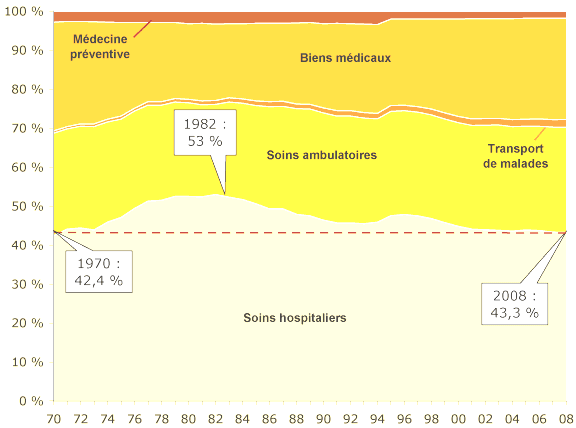 100 %
90 %
80 %
70 %
60 %
50 %
40 %
30 %
20 %
10 %
0 %
Médecine
préventive
Biens médicaux
1982 :
53 %
Soins ambulatoires
Transport
de malades
1970 :
42,4 %
2008 :
43,3 %
Soins hospitaliers
70 72 74 76 78 80 82 84 86 88 90 92 94 96 98 00 02 04 06 08